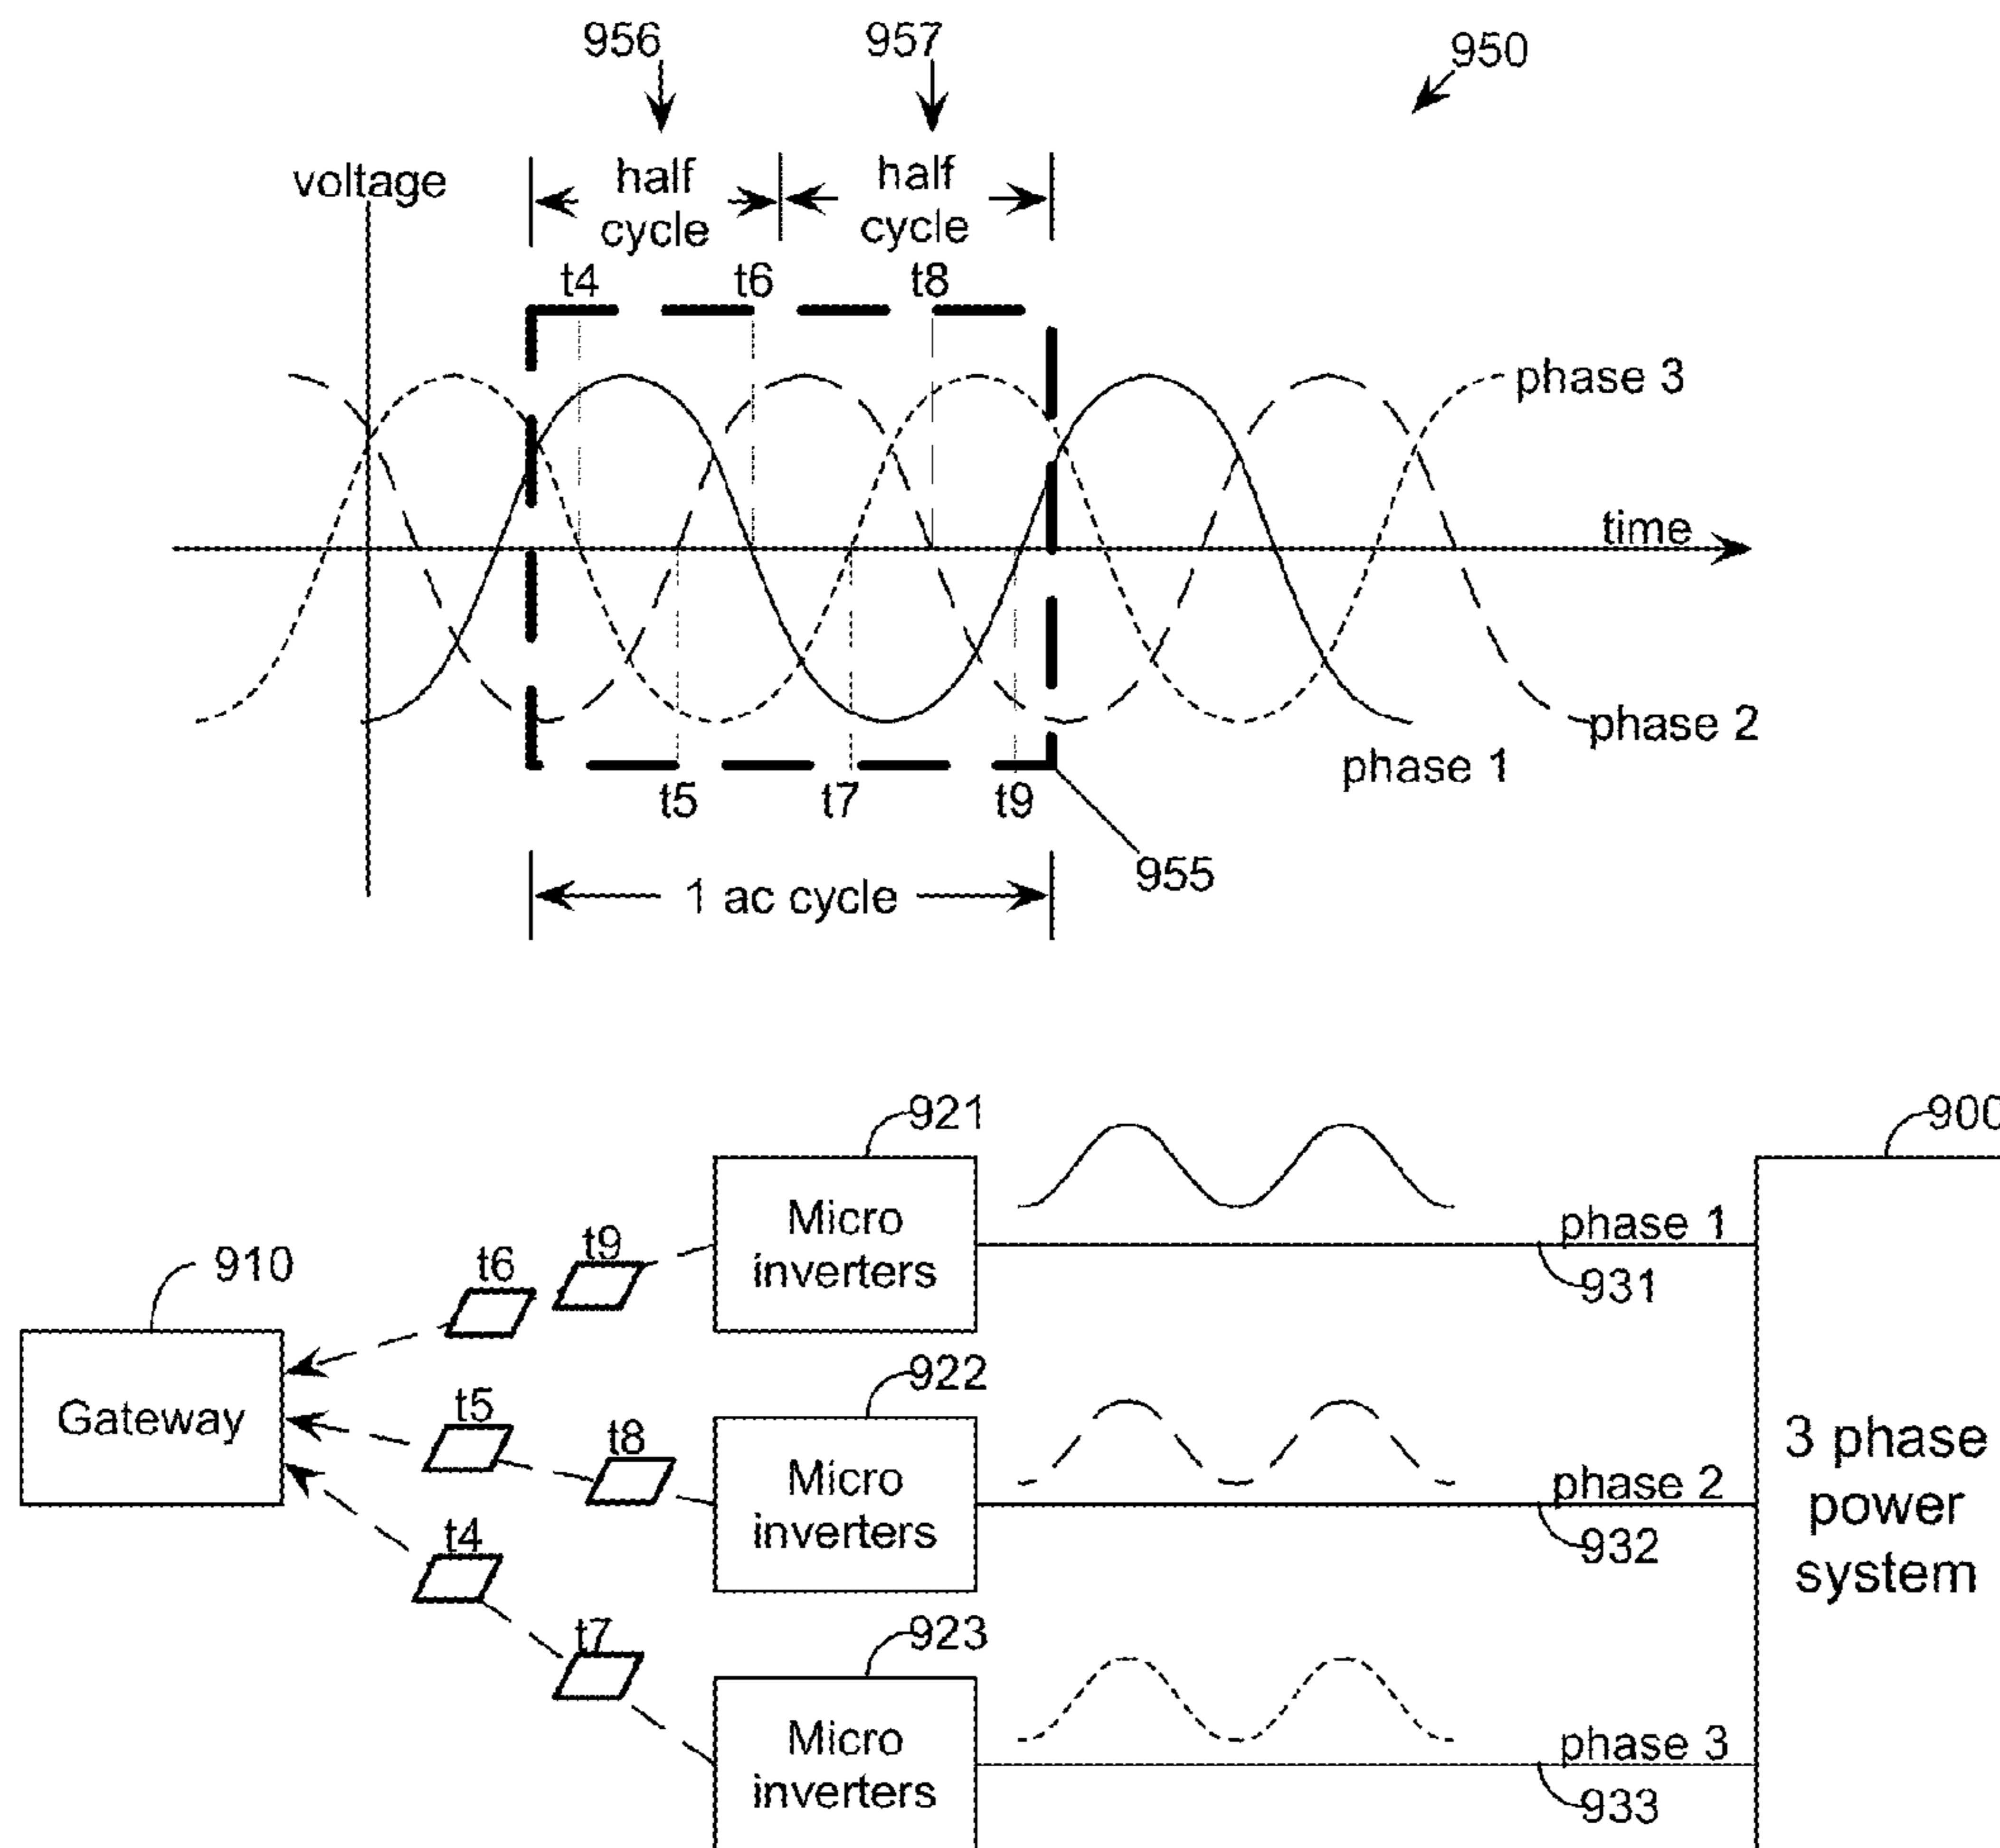 956
957
950
voltage
half
cycle
half
cycle
t4
t6
t8
phase 3
time
phase 2
phase 1
t5
t7
t9
955
1 ac cycle
921
900
Micro
inverters
phase 1
931
910
t6
t9
Gateway
922
t5
t8
Micro
inverters
phase 2
932
3 phase
power
system
t4
t7
923
Micro
inverters
phase 3
933